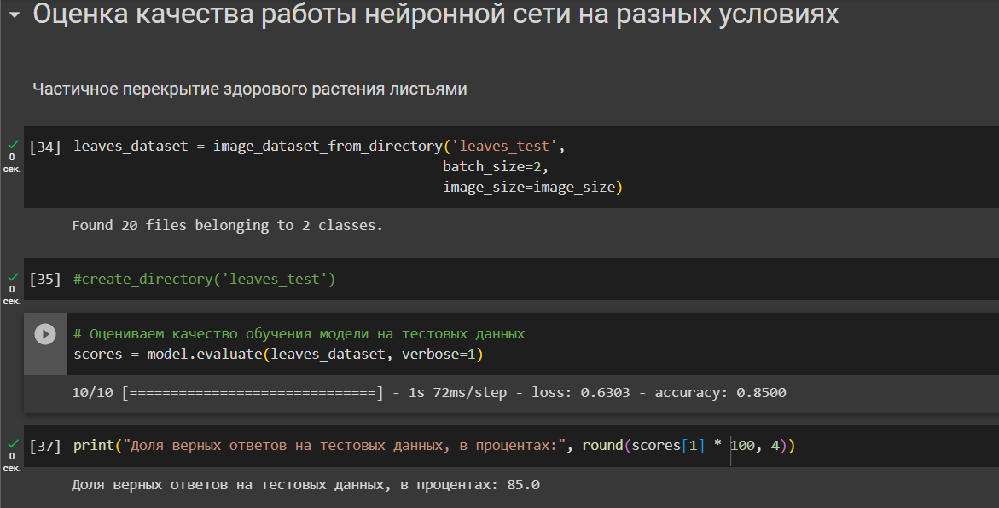 Оценка качества работы нейронной сети на разных условиях
Частичное перекрытие здорового растения листьями
0
сек.
[34] leaves_dataset = image_dataset_from_directory('leaves_test',
batch_size=2,
image_size=image_size)
Found 20 files belonging to 2 classes.
0
сек.
[35] #create_directory('leaves_test')
# Оцениваем качество обучения модели на тестовых данных
scores = model.evaluate(leaves_dataset, verbose=1)
10/10 [==============================] - 1s 72ms/step - loss: 0.6303 - accuracy: 0.8500
0
сек.
[37] print("Доля верных ответов на тестовых данных, в процентах:", round(scores[1] * 100, 4))
Доля верных ответов на тестовых данных, в процентах: 85.0